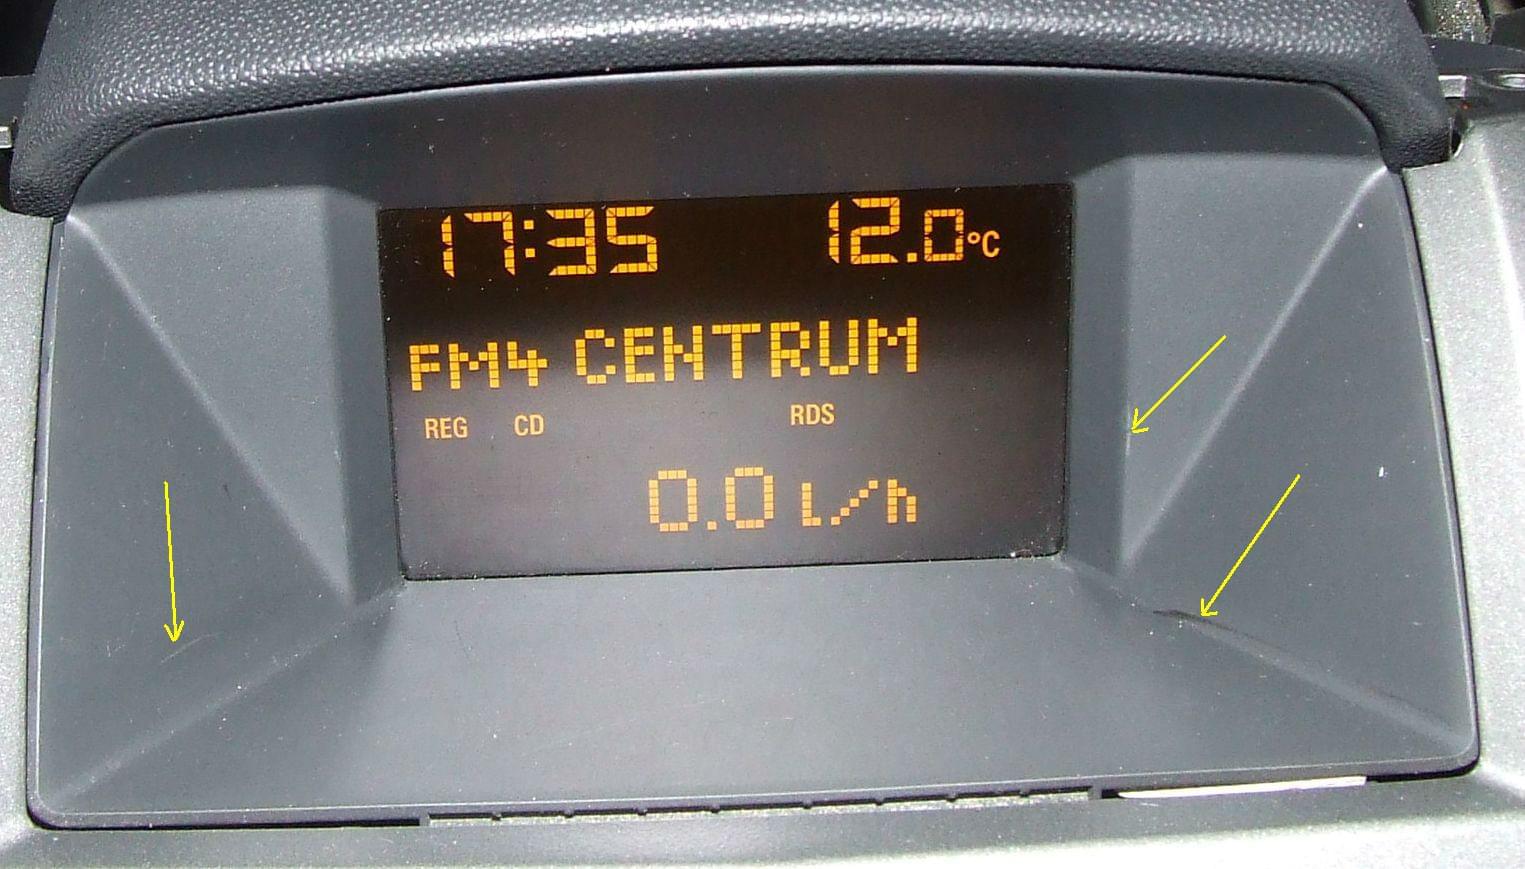 17:35 12.0°C
FM4 CENTRUM
REG CD RDS
0.0 l/h